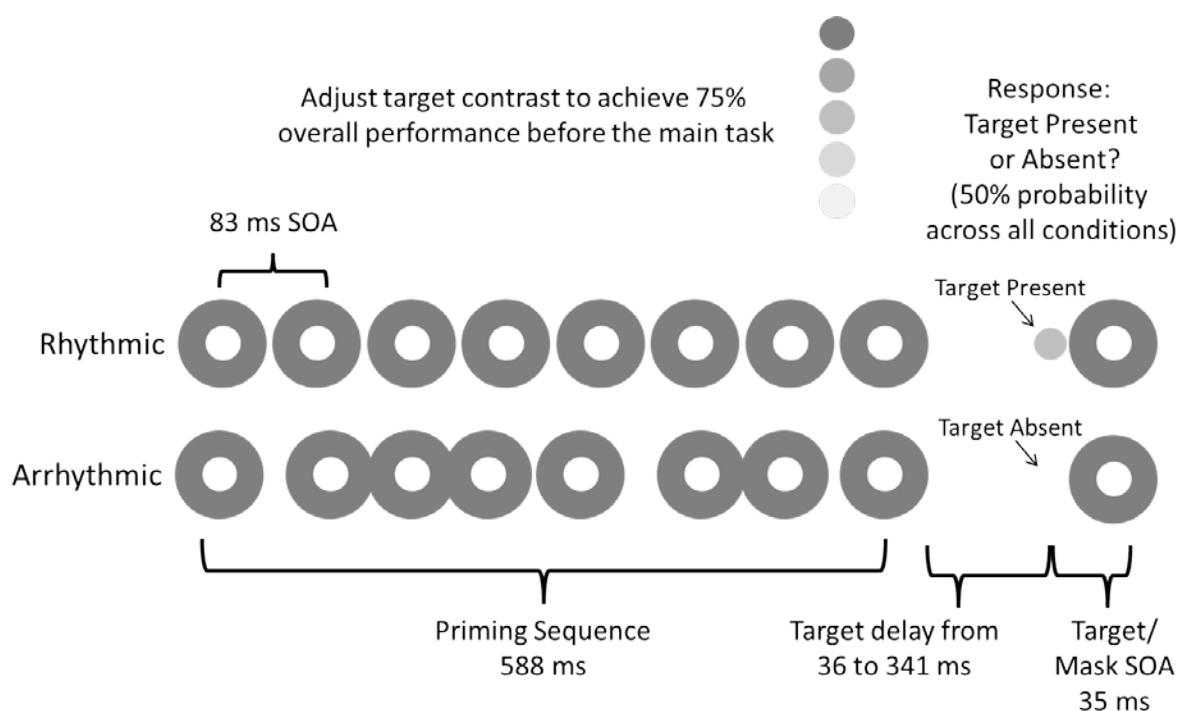 Adjust target contrast to achieve 75%
overall performance before the main task
Response:
Target Present
or Absent?
(50% probability
across all conditions)
83 ms SOA
Target Present
Rhythmic
Target Absent
Arrhythmic
Priming Sequence
588 ms
Target delay from
36 to 341 ms
Target/
Mask SOA
35 ms